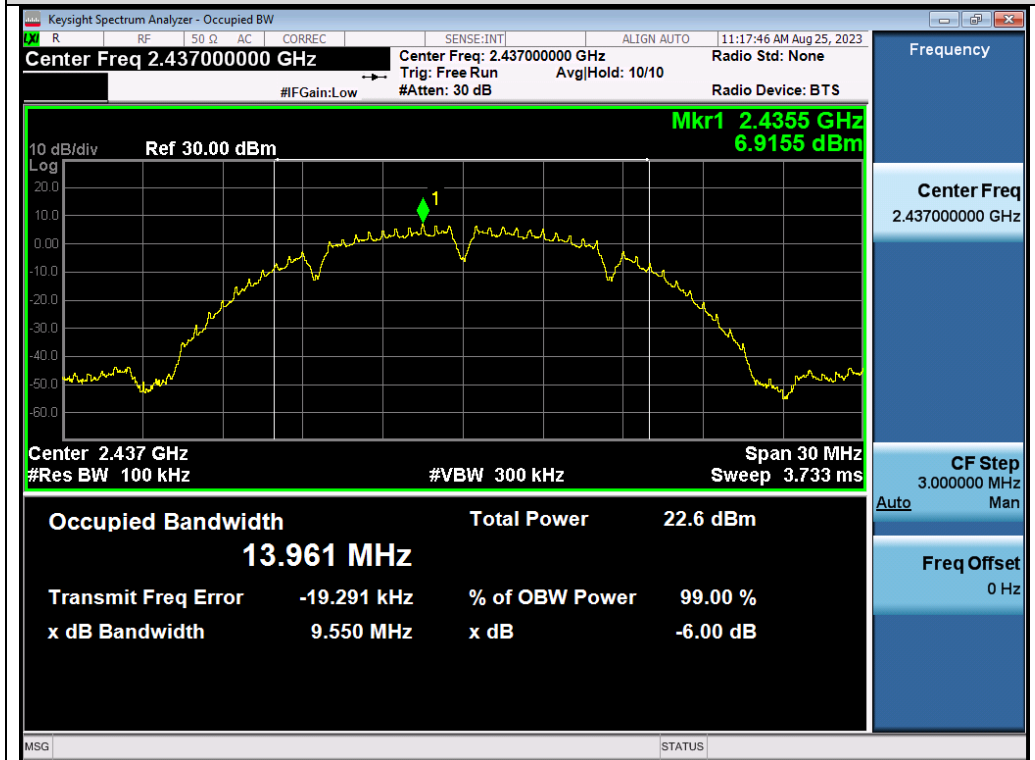 Keysight Spectrum Analyzer - Occupied BW
LXI R RF 50 Ω AC CORREC SENSE:INT ALIGN AUTO 11:17:46 AM Aug 25, 2023
Center Freq 2.437000000 GHz
Center Freq: 2.437000000 GHz Radio Std: None
Trig: Free Run Avg|Hold: 10/10
#IFGain:Low #Atten: 30 dB Radio Device: BTS
Mkr1 2.4355 GHz
6.9155 dBm
10 dB/div Ref 30.00 dBm
Log
20.0
1
10.0
0.00
-10.0
-20.0
-30.0
-40.0
-50.0
-60.0
Center 2.437 GHz Span 30 MHz
#Res BW 100 kHz #VBW 300 kHz Sweep 3.733 ms
Occupied Bandwidth Total Power 22.6 dBm
13.961 MHz
Transmit Freq Error -19.291 kHz % of OBW Power 99.00 %
x dB Bandwidth 9.550 MHz x dB -6.00 dB
MSG STATUS
Frequency
Center Freq
2.437000000 GHz
CF Step
3.000000 MHz
Auto Man
Freq Offset
0 Hz